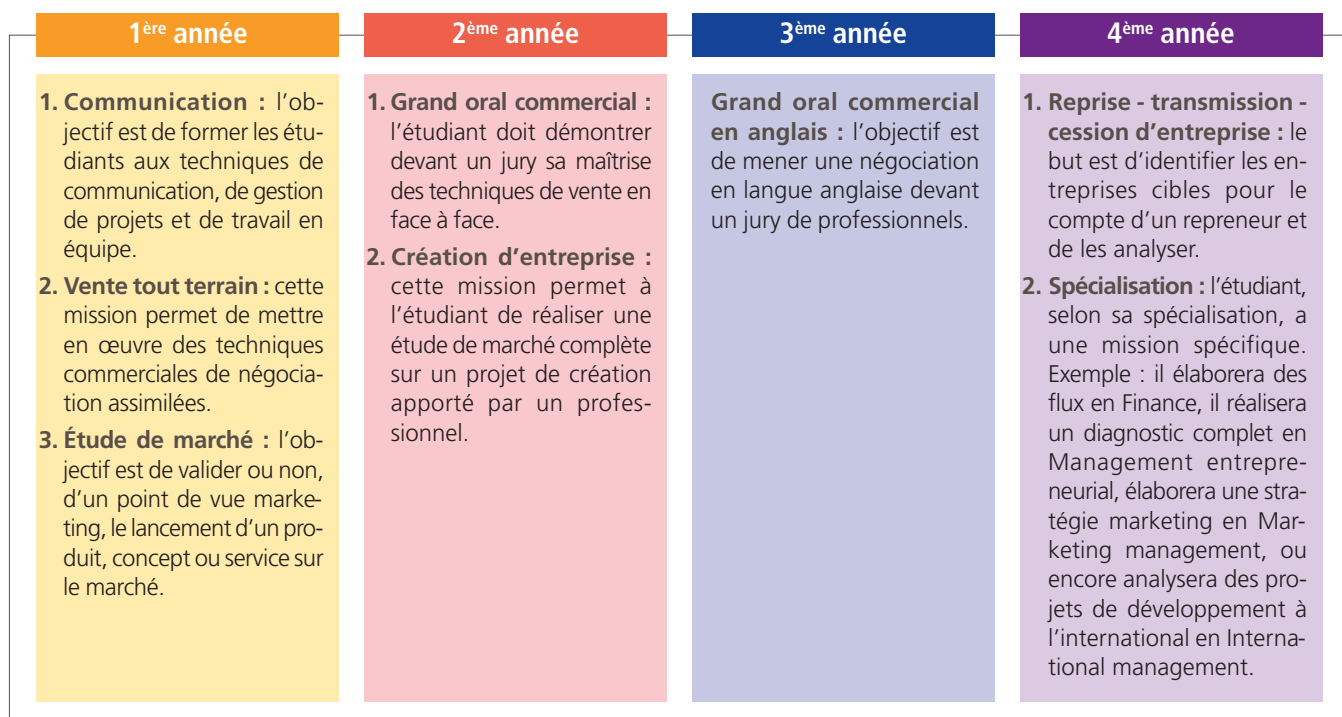 1ère année
1. Communication : l'ob-
jectif est de former les étu-
diants aux techniques de
communication, de gestion
de projets et de travail en
équipe.
2. Vente tout terrain : cette
mission permet de mettre
en œuvre des techniques
commerciales de négocia-
tion assimilées.
3. Étude de marché : l'ob-
jectif est de valider ou non,
d'un point de vue marke-
ting, le lancement d'un pro-
duit, concept ou service sur
le marché.
2ème année
1. Grand oral commercial :
l'étudiant doit démontrer
devant un jury sa maîtrise
des techniques de vente en
face à face.
2. Création d'entreprise :
cette mission permet à
l'étudiant de réaliser une
étude de marché complète
sur un projet de création
apporté par un profes-
sionnel.
3ème année
Grand oral commercial
en anglais : l'objectif est
de mener une négociation
en langue anglaise devant
un jury de professionnels.
4ème année
1. Reprise - transmission -
cession d'entreprise : le
but est d'identifier les en-
treprises cibles pour le
compte d'un repreneur et
de les analyser.
2. Spécialisation : l'étudiant,
selon sa spécialisation, a
une mission spécifique.
Exemple : il élaborera des
flux en Finance, il réalisera
un diagnostic complet en
Management entrepre-
neurial, élaborera une stra-
tégie marketing en Mar-
keting management, ou
encore analysera des pro-
jets de développement à
l'international en Interna-
tional management.